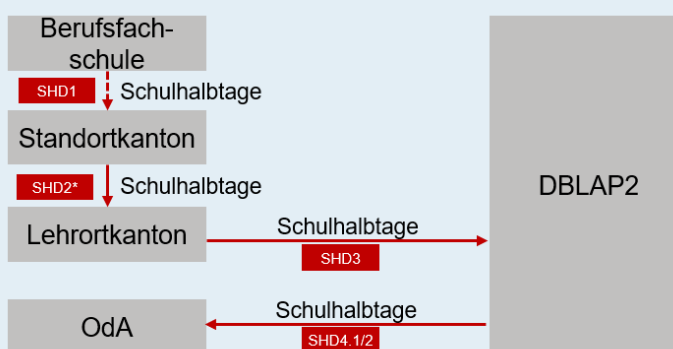 Berufsfach-
schule
SHD1 Schulhalbtage
Standortkanton
SHD2* Schulhalbtage
DBLAP2
Lehrortkanton
Schulhalbtage
SHD3
Schulhalbtage
OdA
SHD4.1/2